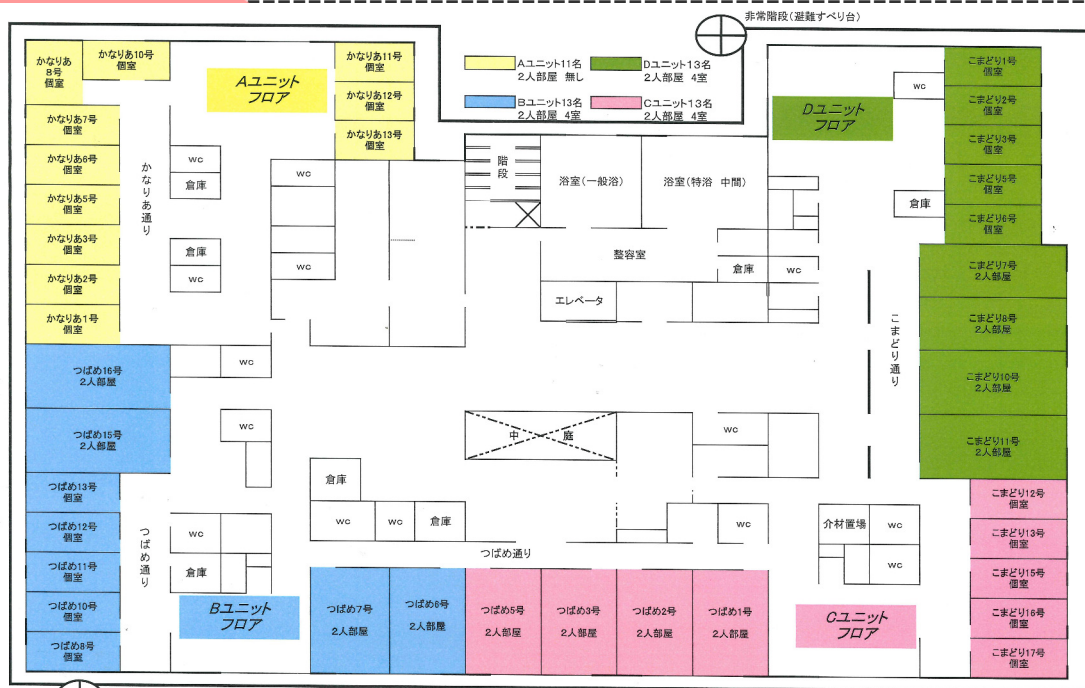 非常階段(避難すべり台)
Aユニット11名
2人部屋 無し
Dユニット13名
2人部屋 4室
Bユニット13名
2人部屋 4室
Cユニット13名
2人部屋 4室
かなりあ
8号
個室
かなりあ10号
個室
Aユニット
フロア
かなりあ11号
個室
かなりあ12号
個室
かなりあ13号
個室
かなりあ7号
個室
かなりあ6号
個室
かなりあ5号
個室
かなりあ3号
個室
かなりあ2号
個室
かなりあ1号
個室
かなりあ通り
wc
倉庫
倉庫
wc
wc
wc
階段
浴室(一般浴)
浴室(特浴 中間)
整容室
倉庫
wc
エレベータ
Dユニット
フロア
wc
倉庫
こまどり1号
個室
こまどり2号
個室
こまどり3号
個室
こまどり5号
個室
こまどり6号
個室
こまどり7号
2人部屋
こまどり8号
2人部屋
こまどり10号
2人部屋
こまどり11号
2人部屋
こまどり通り
つばめ16号
2人部屋
つばめ15号
2人部屋
つばめ13号
個室
つばめ12号
個室
つばめ11号
個室
つばめ10号
個室
つばめ8号
個室
つばめ通り
wc
wc
wc
倉庫
Bユニット
フロア
中 庭
wc
倉庫
wc
wc
倉庫
wc
つばめ通り
つばめ7号
2人部屋
つばめ6号
2人部屋
つばめ5号
2人部屋
つばめ3号
2人部屋
つばめ2号
2人部屋
つばめ1号
2人部屋
介材置場
wc
wc
Cユニット
フロア
こまどり12号
個室
こまどり13号
個室
こまどり15号
個室
こまどり16号
個室
こまどり17号
個室